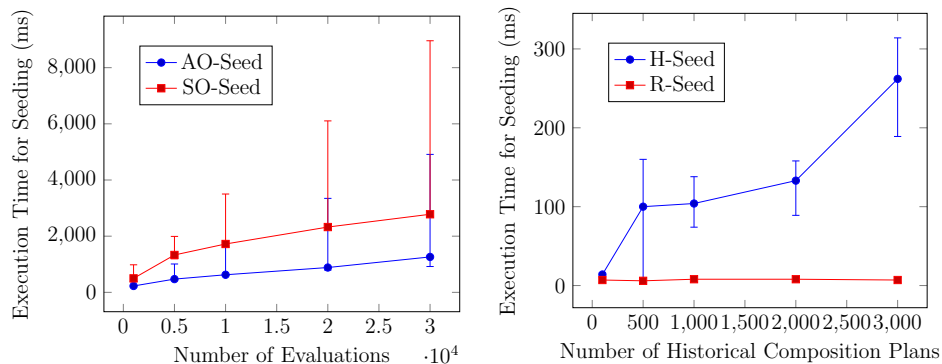 Execution Time for Seeding (ms)
8,000
6,000
4,000
2,000
0
AO-Seed
SO-Seed
0 0.5 1 1.5 2 2.5 3
Number of Evaluations ·10^4
Execution Time for Seeding (ms)
300
200
100
0
H-Seed
R-Seed
0 500 1,000 1,500 2,000 2,500 3,000
Number of Historical Composition Plans